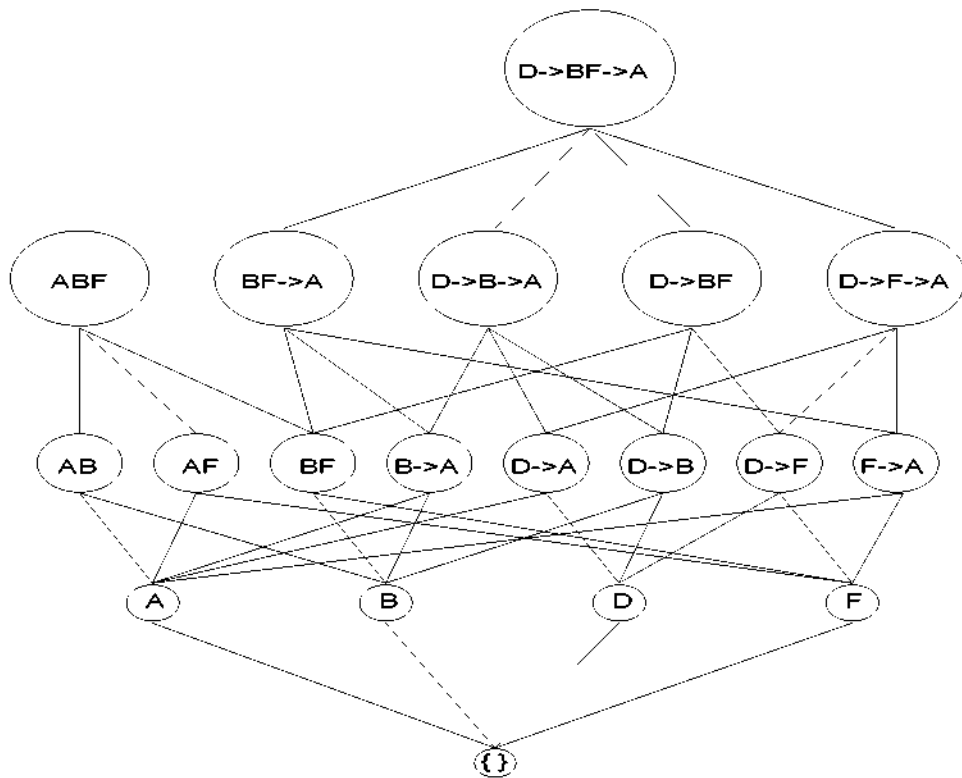 D->BF->A
ABF BF->A D->B->A D->BF D->F->A
AB AF BF B->A D->A D->B D->F F->A
A B D F
{}